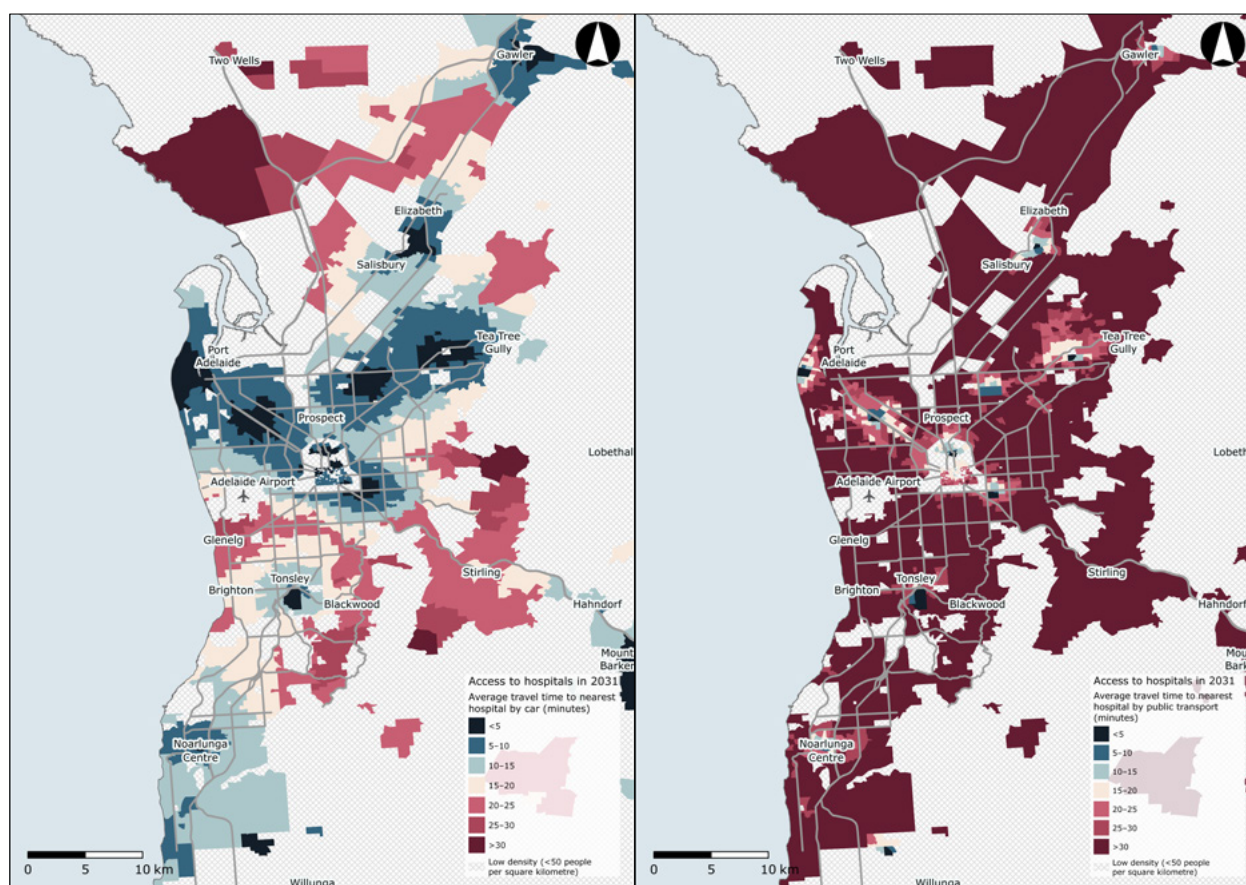 Two Wells
Gawler
Elizabeth
Salisbury
Tea Tree
Gully
Port
Adelaide
Prospect
Lobethal
Adelaide Airport
Glenelg
Stirling
Tonsley
Brighton
Blackwood
Hahndorf
Mount
Barker
Noarlunga
Centre
Willunga
Access to hospitals in 2031
Average travel time to nearest
hospital by car (minutes)
<5
5–10
10–15
15–20
20–25
25–30
>30
Low density (<50 people
per square kilometre)
0 5 10 km
Two Wells
Gawler
Elizabeth
Salisbury
Tea Tree
Gully
Port
Adelaide
Prospect
Lobeth
Adelaide Airport
Glenelg
Stirling
Tonsley
Brighton
Blackwood
Hahndorf
Mount
Barke
Noarlunga
Centre
Willunga
Access to hospitals in 2031
Average travel time to nearest
hospital by public transport
(minutes)
<5
5–10
10–15
15–20
20–25
25–30
>30
Low density (<50 people
per square kilometre)
0 5 10 km